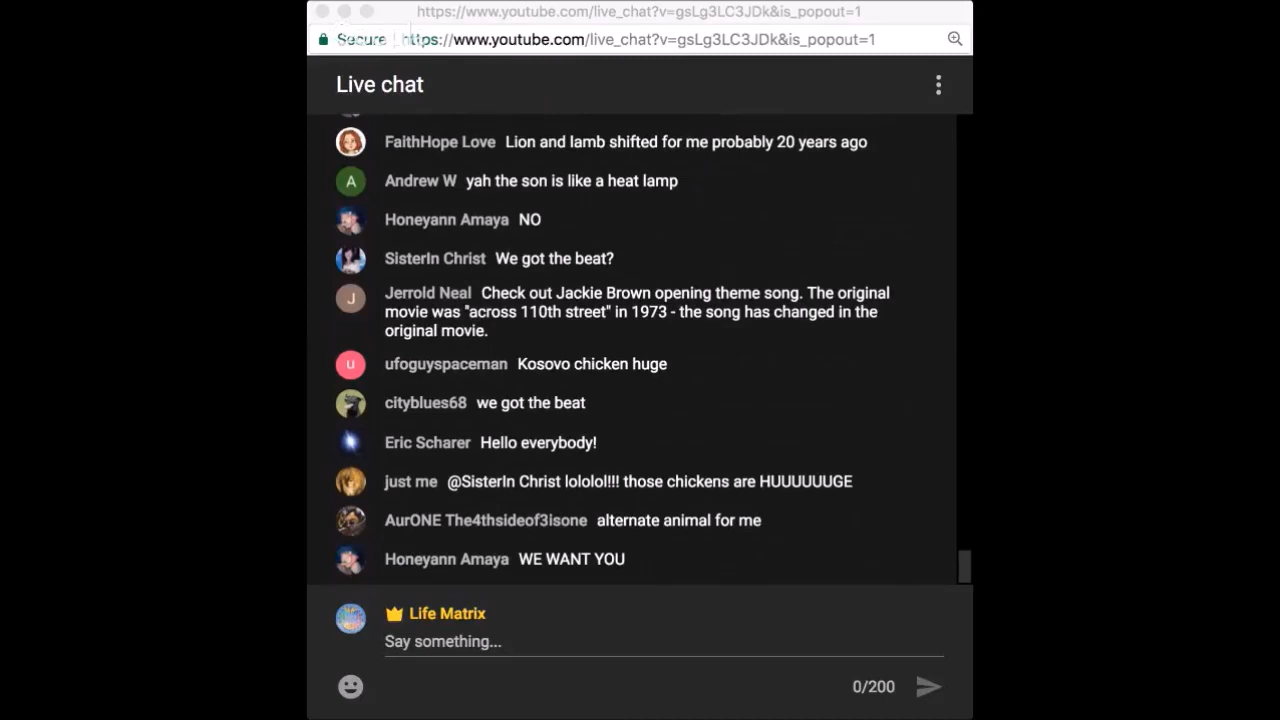 https://www.youtube.com/live_chat?v=gsLg3LC3JDk&is_popout=1
Secure https://www.youtube.com/live_chat?v=gsLg3LC3JDk&is_popout=1
Live chat
FaithHope Love Lion and lamb shifted for me probably 20 years ago
A Andrew W yah the son is like a heat lamp
Honeyann Amaya NO
SisterIn Christ We got the beat?
J Jerrold Neal Check out Jackie Brown opening theme song. The original
movie was "across 110th street" in 1973 - the song has changed in the
original movie.
u ufoguyspaceman Kosovo chicken huge
cityblues68 we got the beat
Eric Scharer Hello everybody!
just me @SisterIn Christ lololol!!! those chickens are HUUUUUUGE
AurONE The4thsideof3isone alternate animal for me
Honeyann Amaya WE WANT YOU
Life Matrix
Say something...
0/200